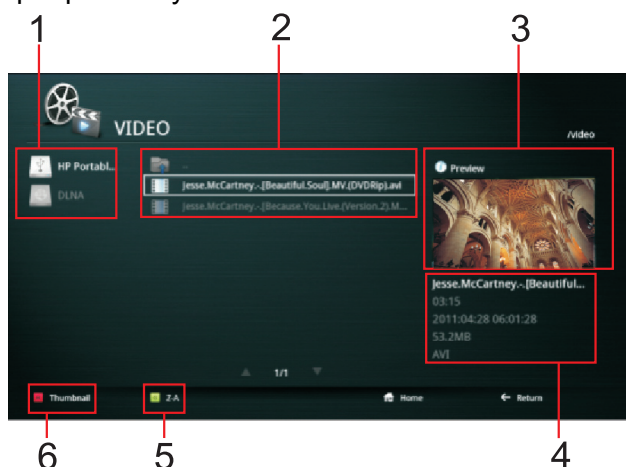 1 2 3
VIDEO
/video
HP Portabl..
DLNA
..
Jesse.McCartney.-.[Beautiful.Soul].MV.(DVDRip).avi
Jesse.McCartney.-.[Because.You.Live.(Version.2).M...
Preview
Jesse.McCartney.-.[Beautiful...
03:15
2011:04:28 06:01:28
53.2MB
AVI
1/1
Thumbnail Z-A Home Return
6 5 4